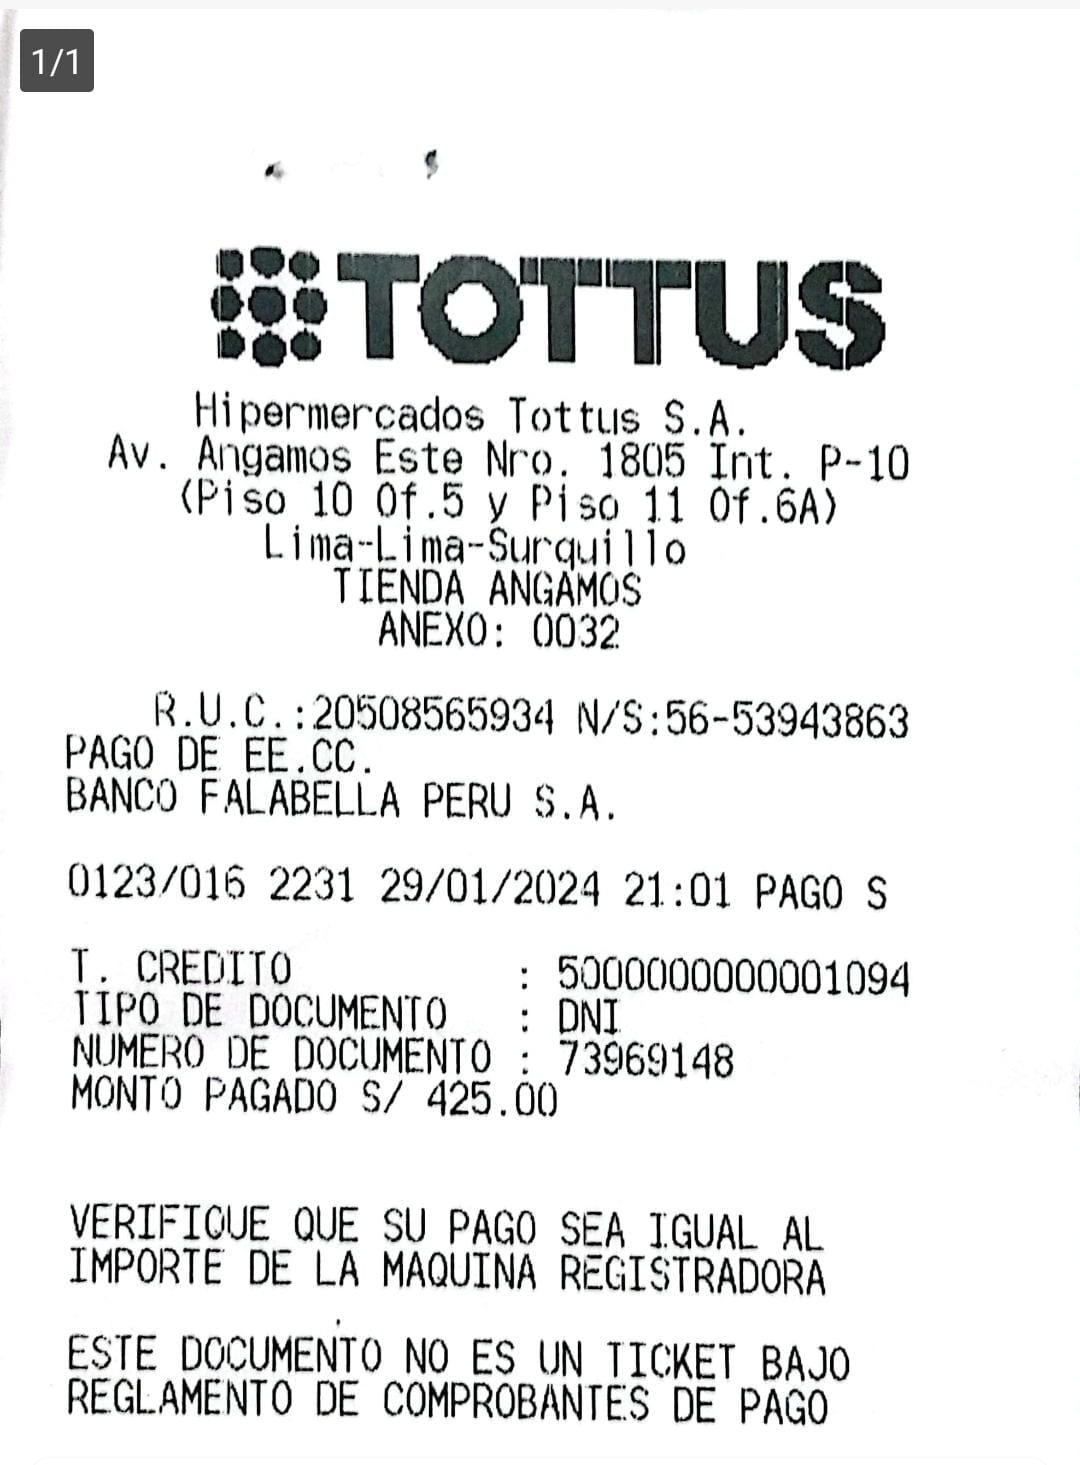 1/1
TOTTUS
Hipermercados Tottus S.A.
Av. Angamos Este Nro. 1805 Int. P-10
(Piso 10 Of.5 y Piso 11 Of.6A)
Lima-Lima-Surquillo
TIENDA ANGAMOS
ANEXO: 0032
R.U.C.:20508565934 N/S:56-53943863
PAGO DE EE.CC.
BANCO FALABELLA PERU S.A.
0123/016 2231 29/01/2024 21:01 PAGO S
T. CREDITO : 5000000000001094
TIPO DE DOCUMENTO : DNI
NUMERO DE DOCUMENTO : 73969148
MONTO PAGADO S/ 425.00
VERIFIQUE QUE SU PAGO SEA IGUAL AL
IMPORTE DE LA MAQUINA REGISTRADORA
ESTE DOCUMENTO NO ES UN TICKET BAJO
REGLAMENTO DE COMPROBANTES DE PAGO